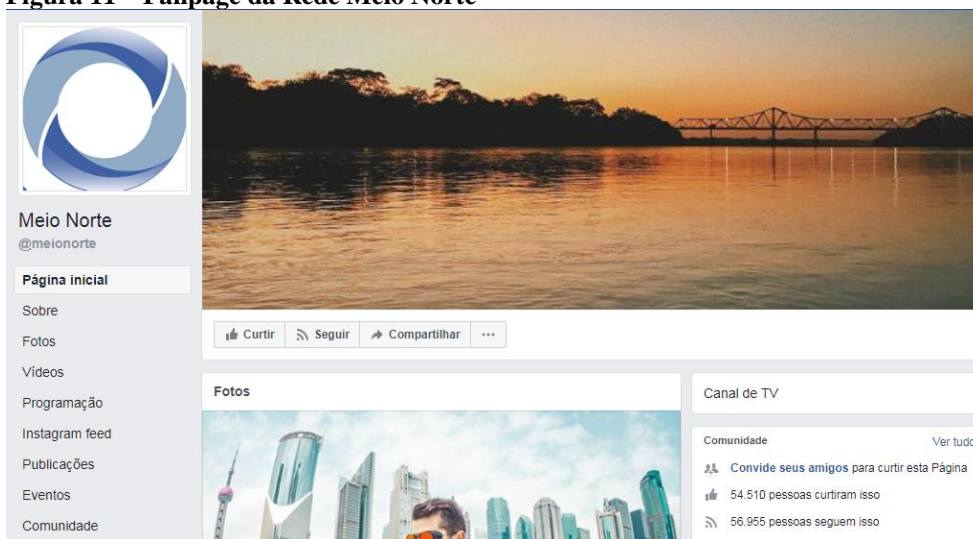 Figura 11 – Fanpage da Rede Meio Norte
Meio Norte
@meionorte
Página inicial
Sobre
Fotos
Vídeos
Programação
Instagram feed
Publicações
Eventos
Comunidade
Curtir
Seguir
Compartilhar
Fotos
Canal de TV
Comunidade
Ver tudo
Convide seus amigos para curtir esta Página
54.510 pessoas curtiram isso
56.955 pessoas seguem isso